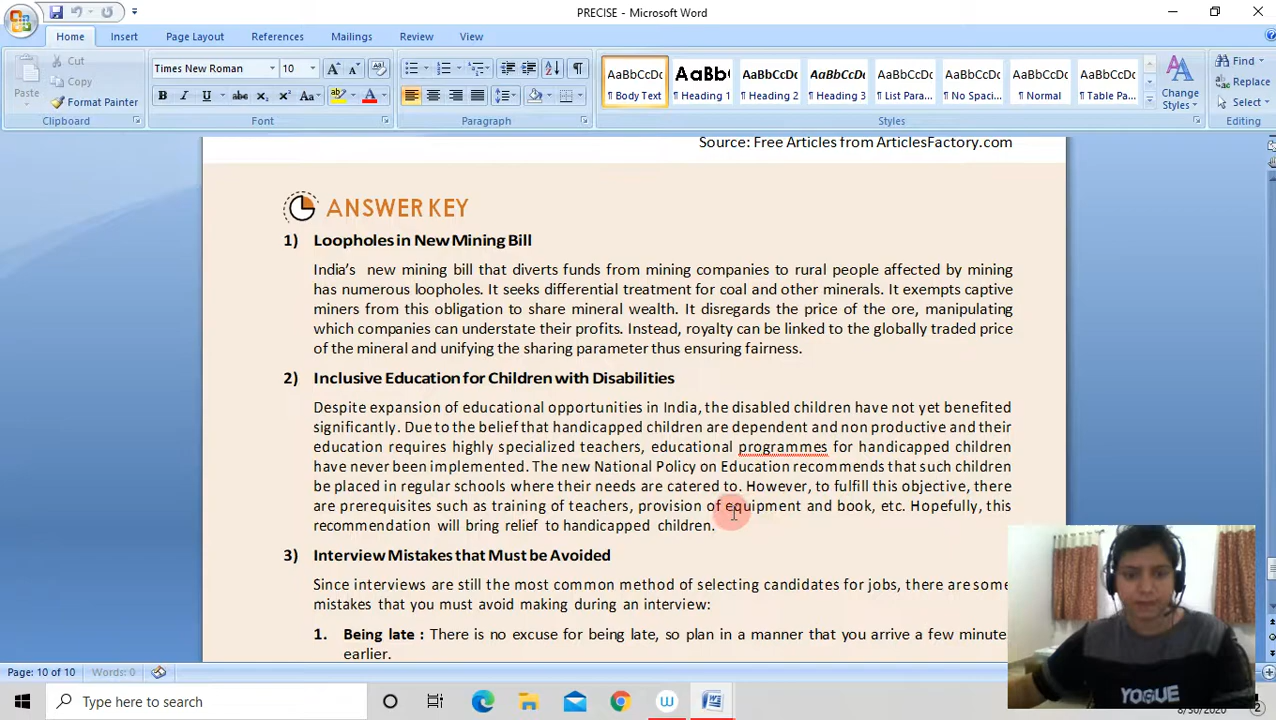 PRECISE - Microsoft Word
Home Insert Page Layout References Mailings Review View
Paste
Cut
Copy
Format Painter
Clipboard
Times New Roman 10
Font
Paragraph
AaBbCcDc AaBb( AaBbCcDc AaBbCcDc AaBbCcDc AaBbCcDc AaBbCcDc AaBbCcDc
¶ Body Text ¶ Heading 1 ¶ Heading 2 ¶ Heading 3 ¶ List Para... ¶ No Spaci... ¶ Normal ¶ Table Pa...
Styles
Change
Styles
Find
Replace
Select
Editing
Source: Free Articles from ArticlesFactory.com
ANSWER KEY
1) Loopholes in New Mining Bill
India's new mining bill that diverts funds from mining companies to rural people affected by mining
has numerous loopholes. It seeks differential treatment for coal and other minerals. It exempts captive
miners from this obligation to share mineral wealth. It disregards the price of the ore, manipulating
which companies can understate their profits. Instead, royalty can be linked to the globally traded price
of the mineral and unifying the sharing parameter thus ensuring fairness.
2) Inclusive Education for Children with Disabilities
Despite expansion of educational opportunities in India, the disabled children have not yet benefited
significantly. Due to the belief that handicapped children are dependent and non productive and their
education requires highly specialized teachers, educational programmes for handicapped children
have never been implemented. The new National Policy on Education recommends that such children
be placed in regular schools where their needs are catered to. However, to fulfill this objective, there
are prerequisites such as training of teachers, provision of equipment and book, etc. Hopefully, this
recommendation will bring relief to handicapped children.
3) Interview Mistakes that Must be Avoided
Since interviews are still the most common method of selecting candidates for jobs, there are some
mistakes that you must avoid making during an interview:
1. Being late : There is no excuse for being late, so plan in a manner that you arrive a few minute
earlier.
YOGUE
Page: 10 of 10 Words: 0
Type here to search
8/30/2020